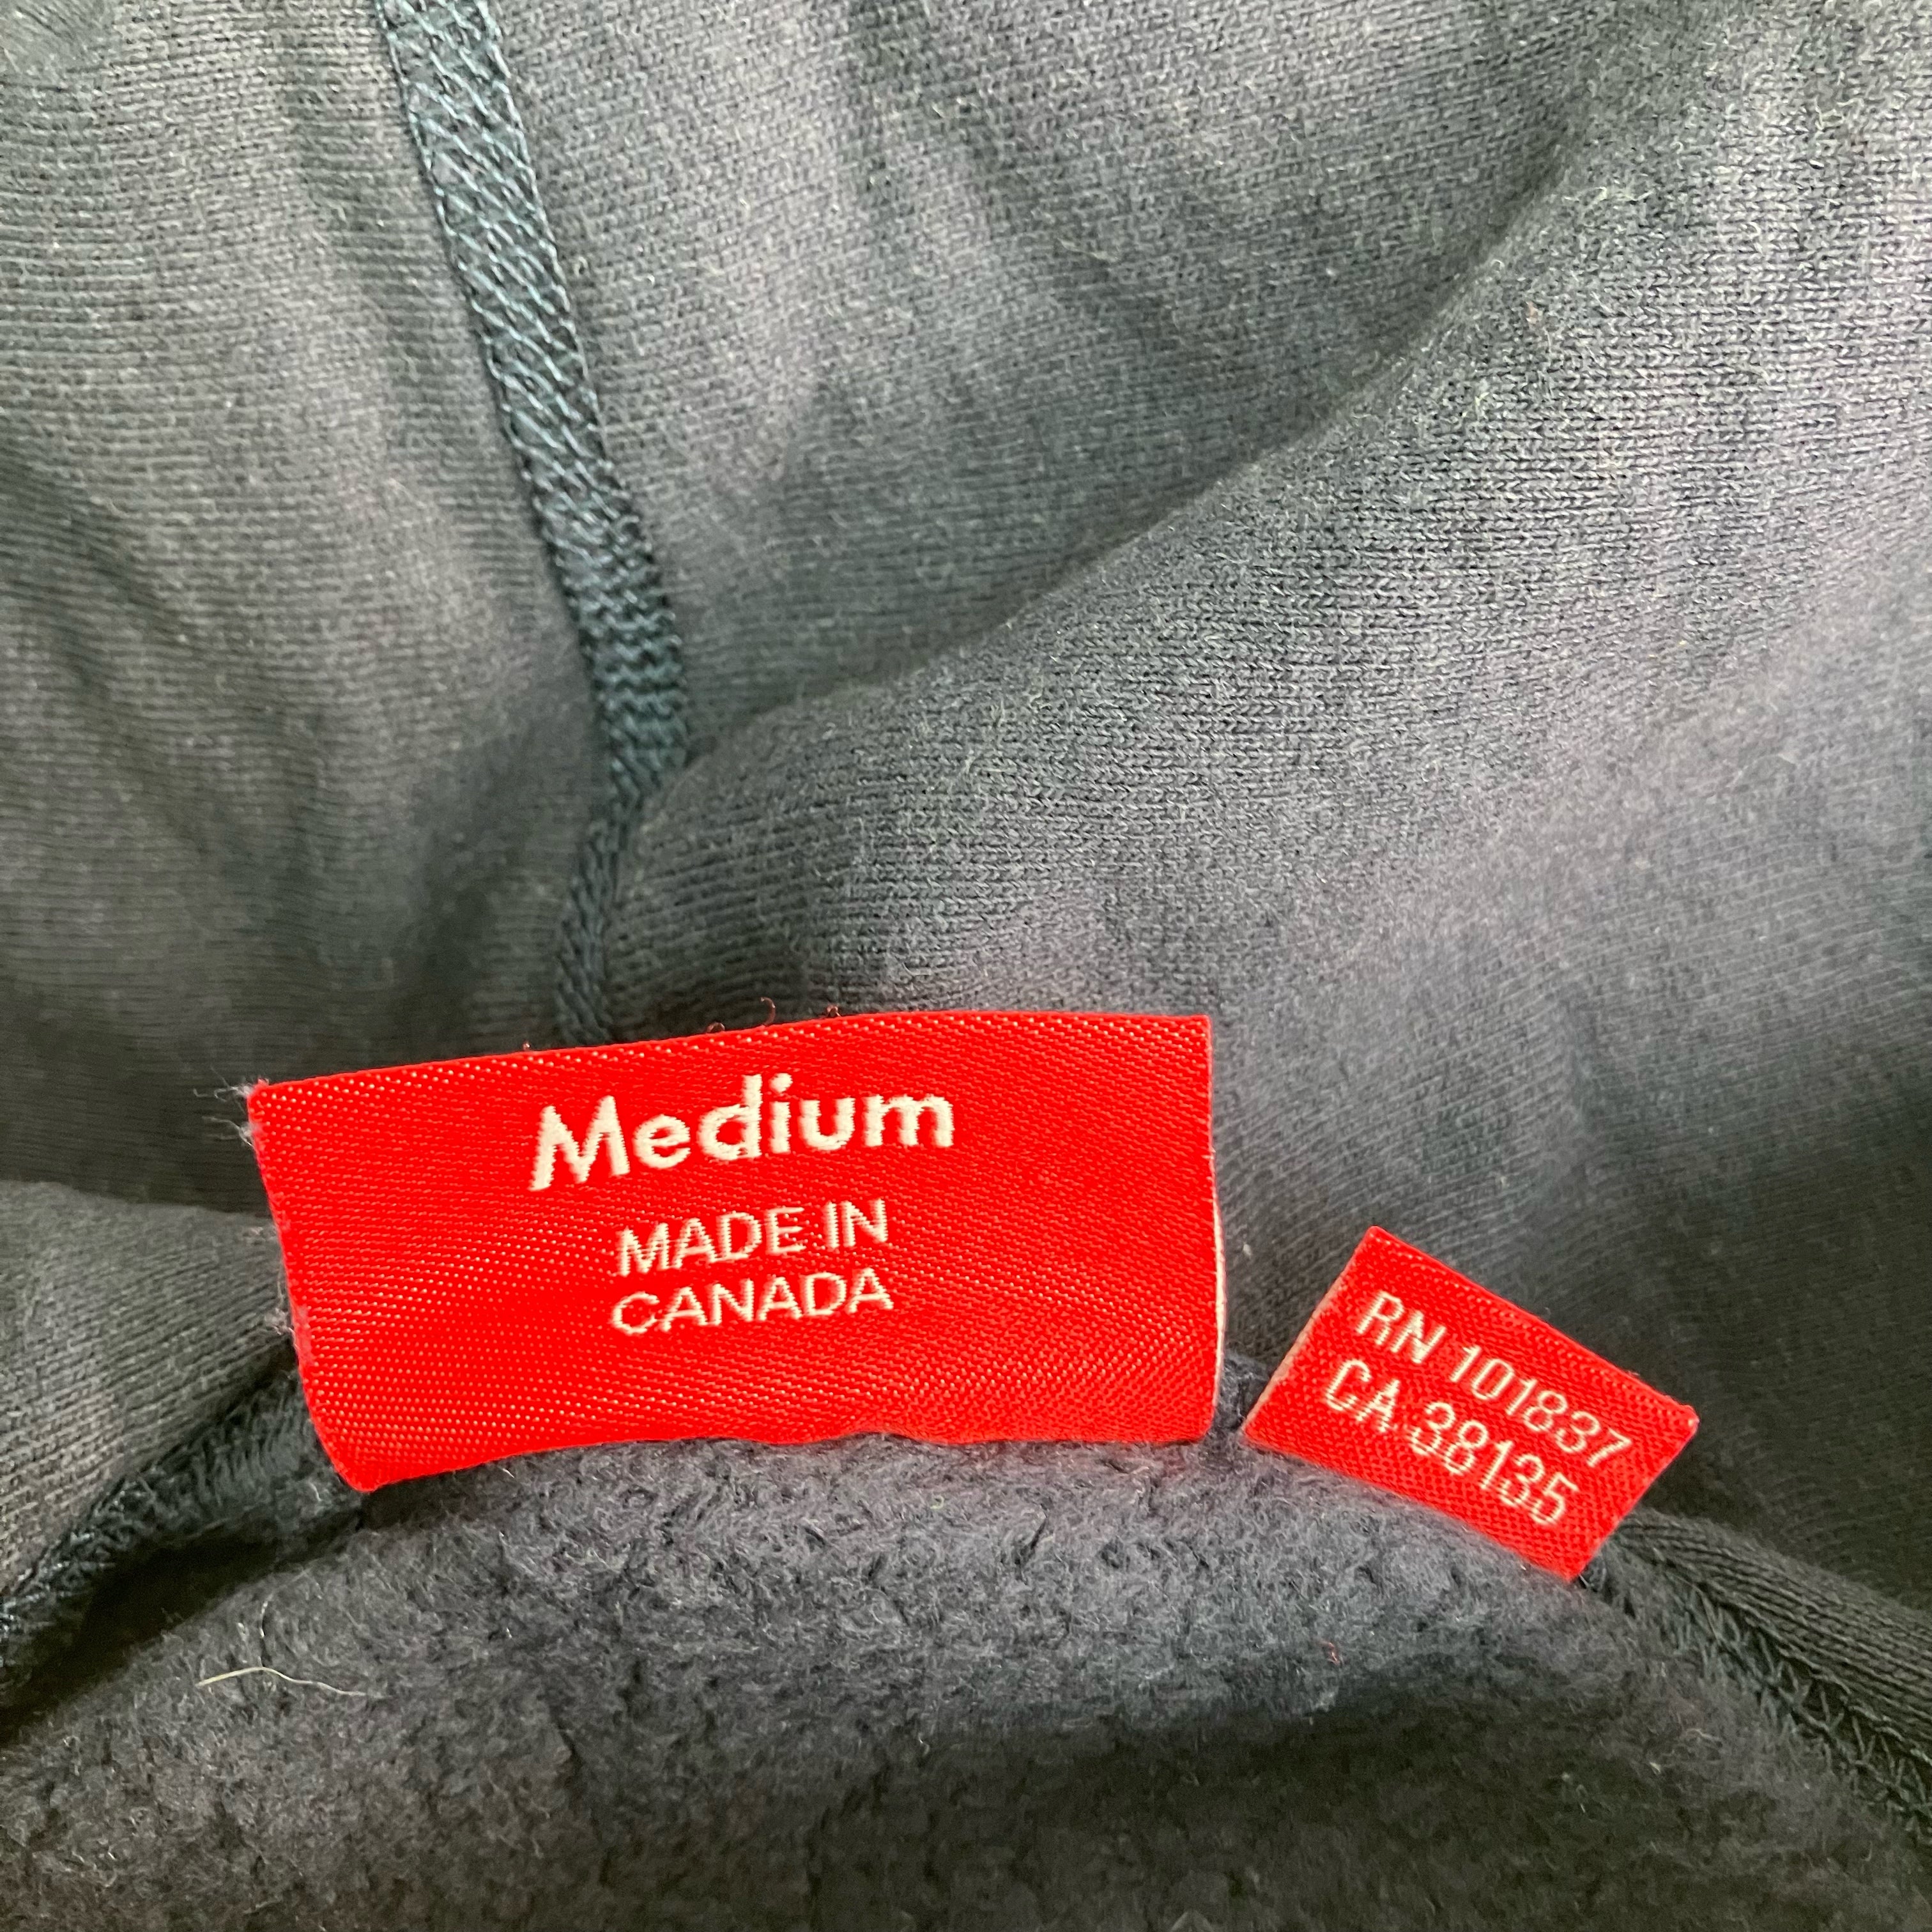 Medium
MADE IN
CANADA
RN 101837
CA 38135